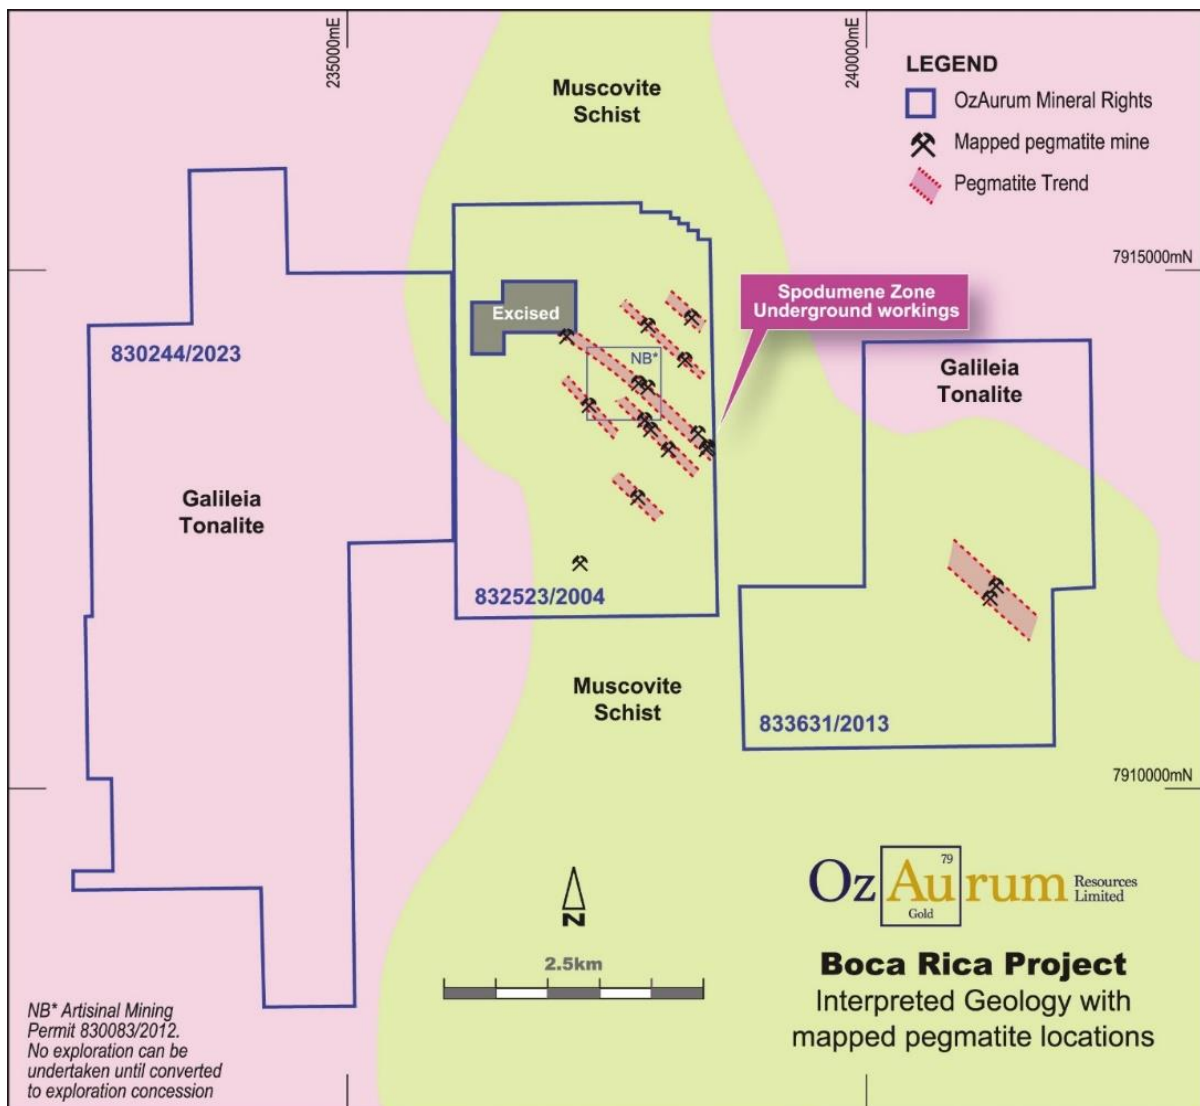 235000mE
240000mE
Muscovite
Schist
LEGEND
OzAurum Mineral Rights
Mapped pegmatite mine
Pegmatite Trend
7915000mN
Spodumene Zone
Underground workings
Excised
NB*
830244/2023
Galileia
Tonalite
Galileia
Tonalite
832523/2004
Muscovite
Schist
833631/2013
7910000mN
79
Oz Au rum Resources
Limited
Gold
N
2.5km
Boca Rica Project
Interpreted Geology with
mapped pegmatite locations
NB* Artisinal Mining
Permit 830083/2012.
No exploration can be
undertaken until converted
to exploration concession